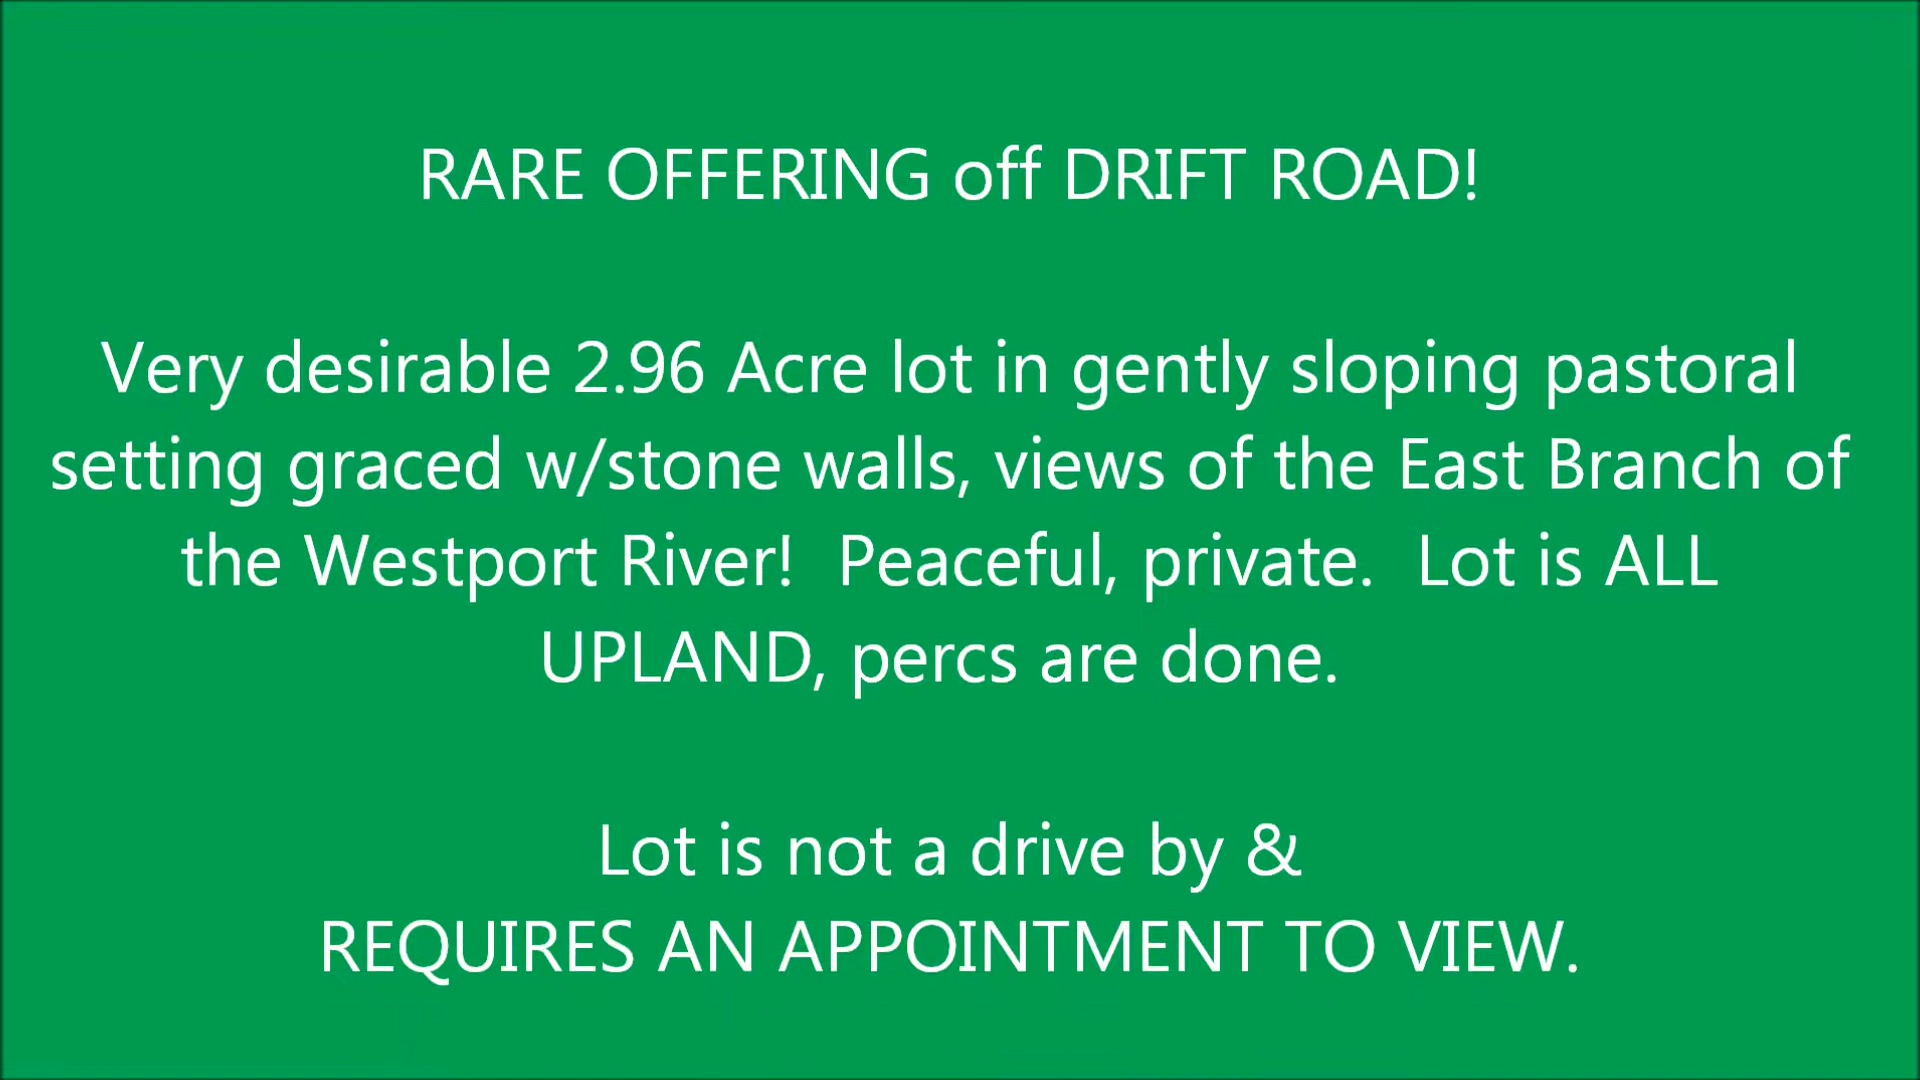 RARE OFFERING off DRIFT ROAD!
Very desirable 2.96 Acre lot in gently sloping pastoral
setting graced w/stone walls, views of the East Branch of
the Westport River!  Peaceful, private.  Lot is ALL
UPLAND, percs are done.
Lot is not a drive by &
REQUIRES AN APPOINTMENT TO VIEW.